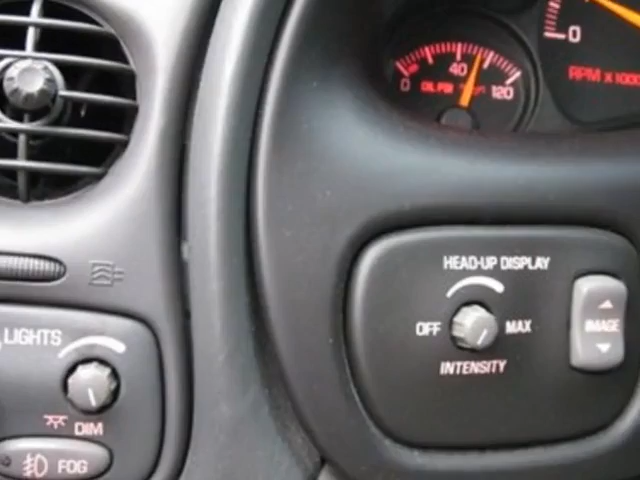 40
0
120
OIL PSI
0
RPM X 1000
HEAD-UP DISPLAY
OFF
MAX
IMAGE
INTENSITY
LIGHTS
DIM
FOG